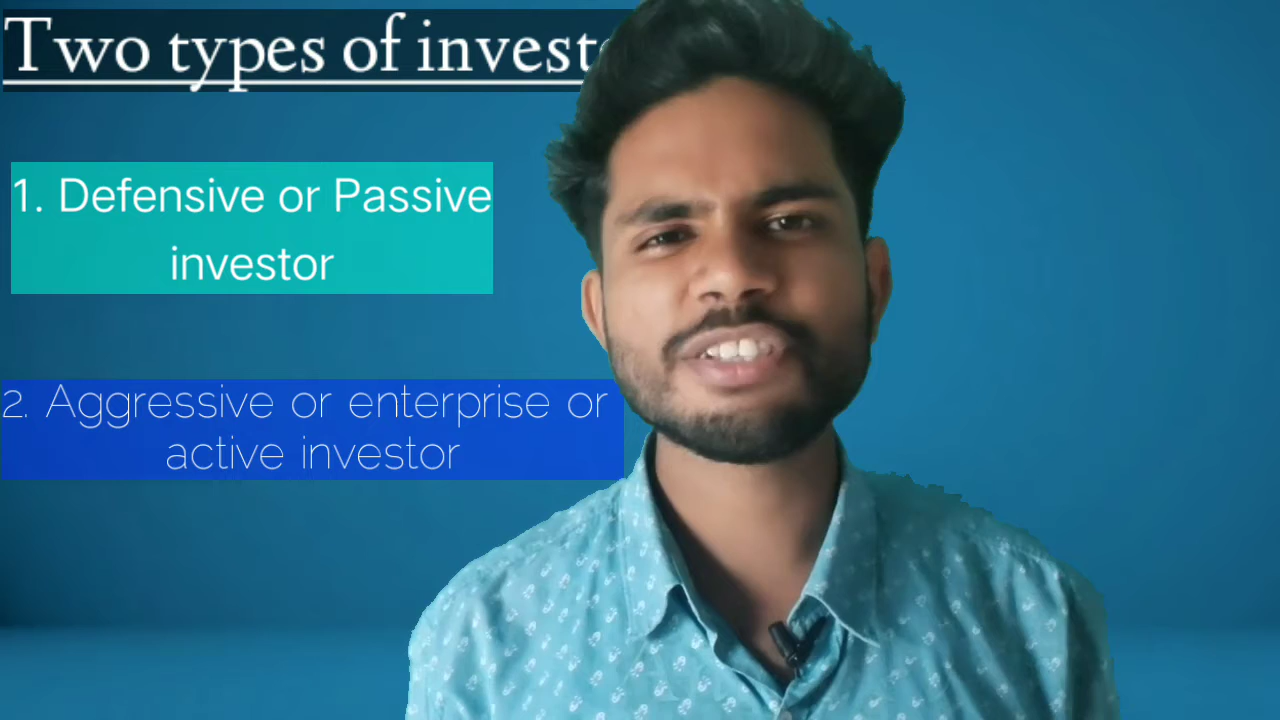 Two types of invest
1. Defensive or Passive
investor
2. Aggressive or enterprise or
active investor